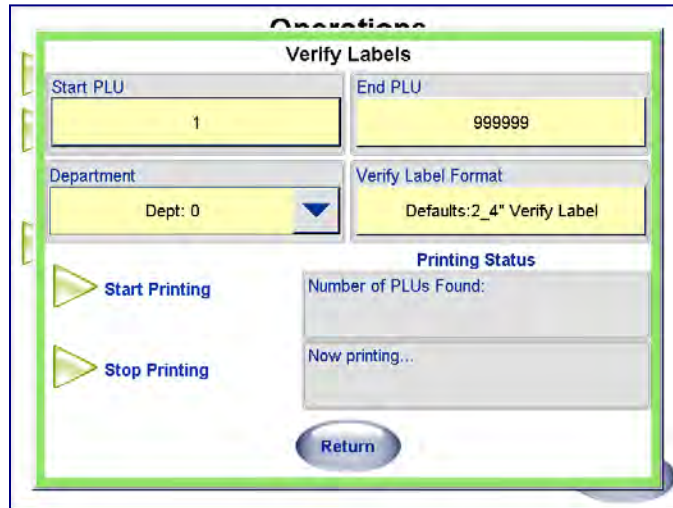 Operations
Verify Labels
Start PLU
End PLU
1
999999
Department
Verify Label Format
Dept: 0
Defaults:2_4" Verify Label
Printing Status
Start Printing
Number of PLUs Found:
Stop Printing
Now printing...
Return